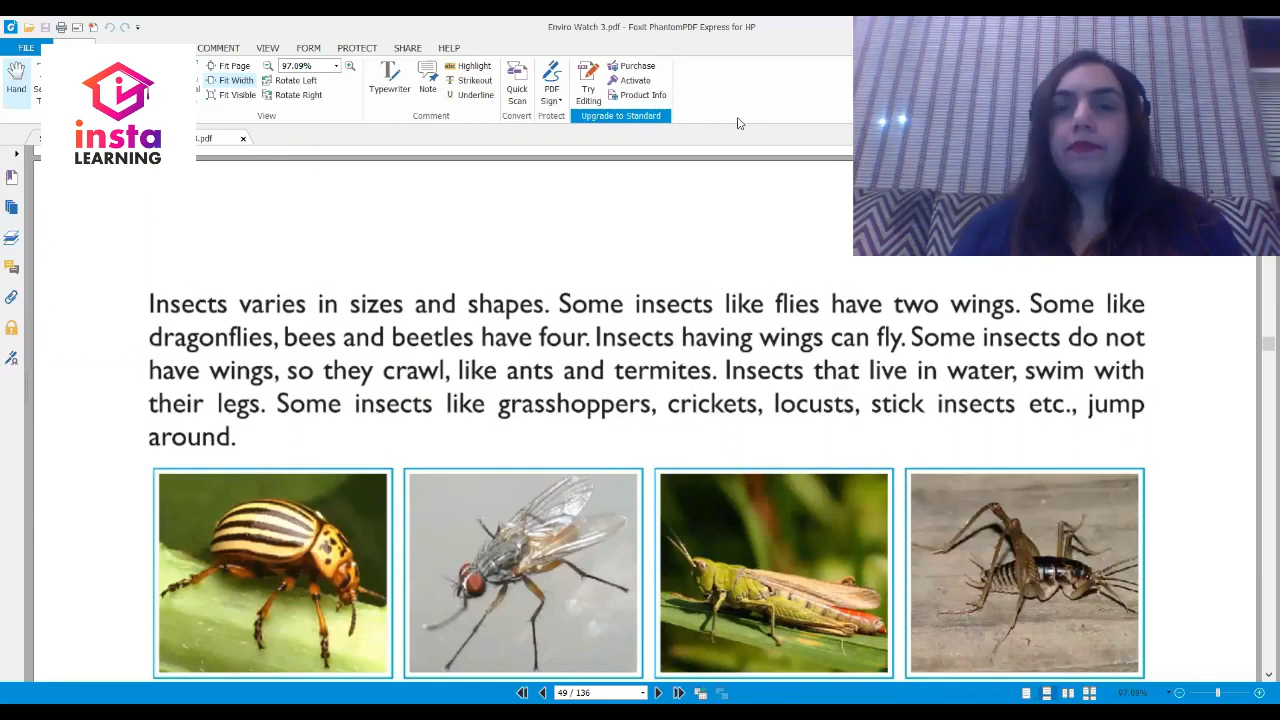 Enviro Watch 3.pdf - Foxit PhantomPDF Express for HP
FILE COMMENT VIEW FORM PROTECT SHARE HELP
Hand
Fit Page
Fit Width
Fit Visible
97.09%
Rotate Left
Rotate Right
View
Typewriter
Note
Highlight
Strikeout
Underline
Comment
Quick Scan
Convert
PDF Sign
Protect
Try Editing
Purchase
Activate
Product Info
Upgrade to Standard
insta
LEARNING
.pdf
Insects varies in sizes and shapes. Some insects like flies have two wings. Some like
dragonflies, bees and beetles have four. Insects having wings can fly. Some insects do not
have wings, so they crawl, like ants and termites. Insects that live in water, swim with
their legs. Some insects like grasshoppers, crickets, locusts, stick insects etc., jump
around.
49 / 136
97.09%